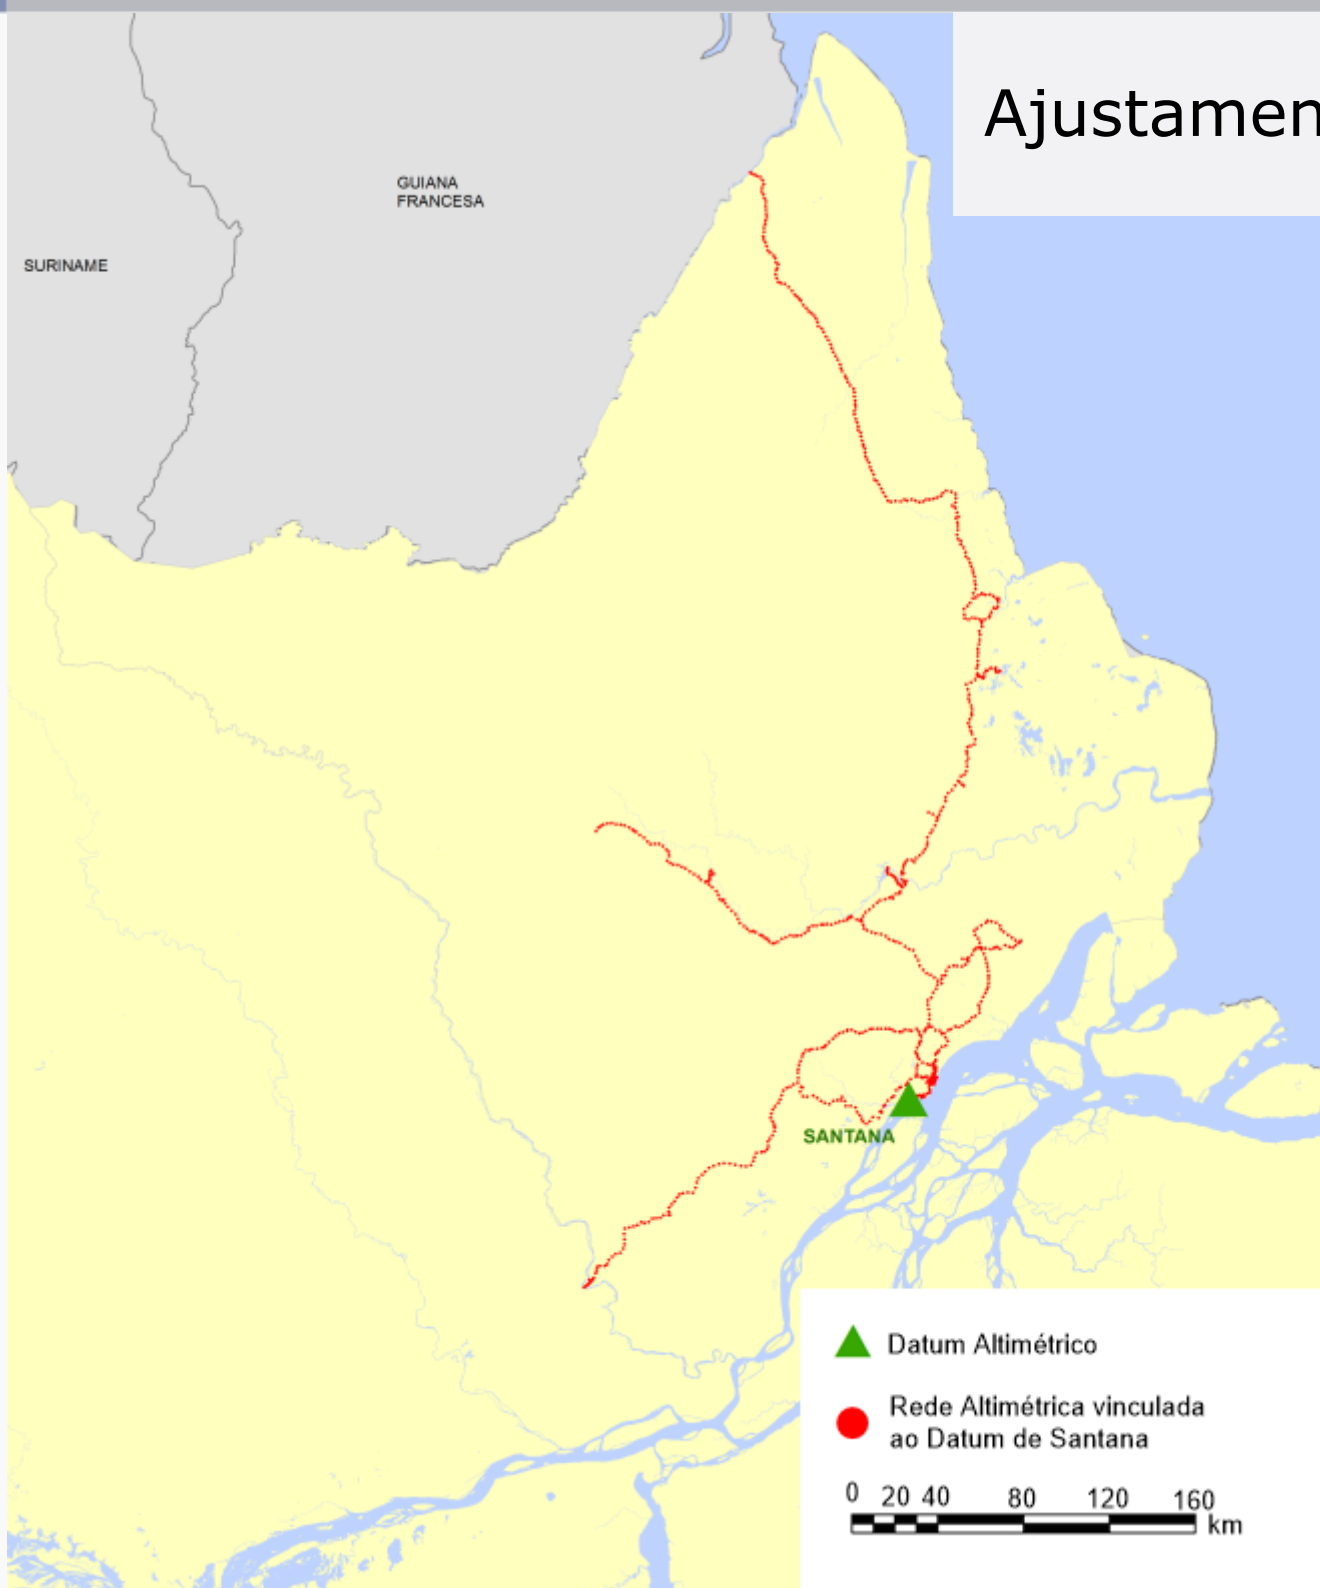 Ajustamen
GUIANA
FRANCESA
SURINAME
SANTANA
Datum Altimétrico
Rede Altimétrica vinculada
ao Datum de Santana
0 20 40 80 120 160
km